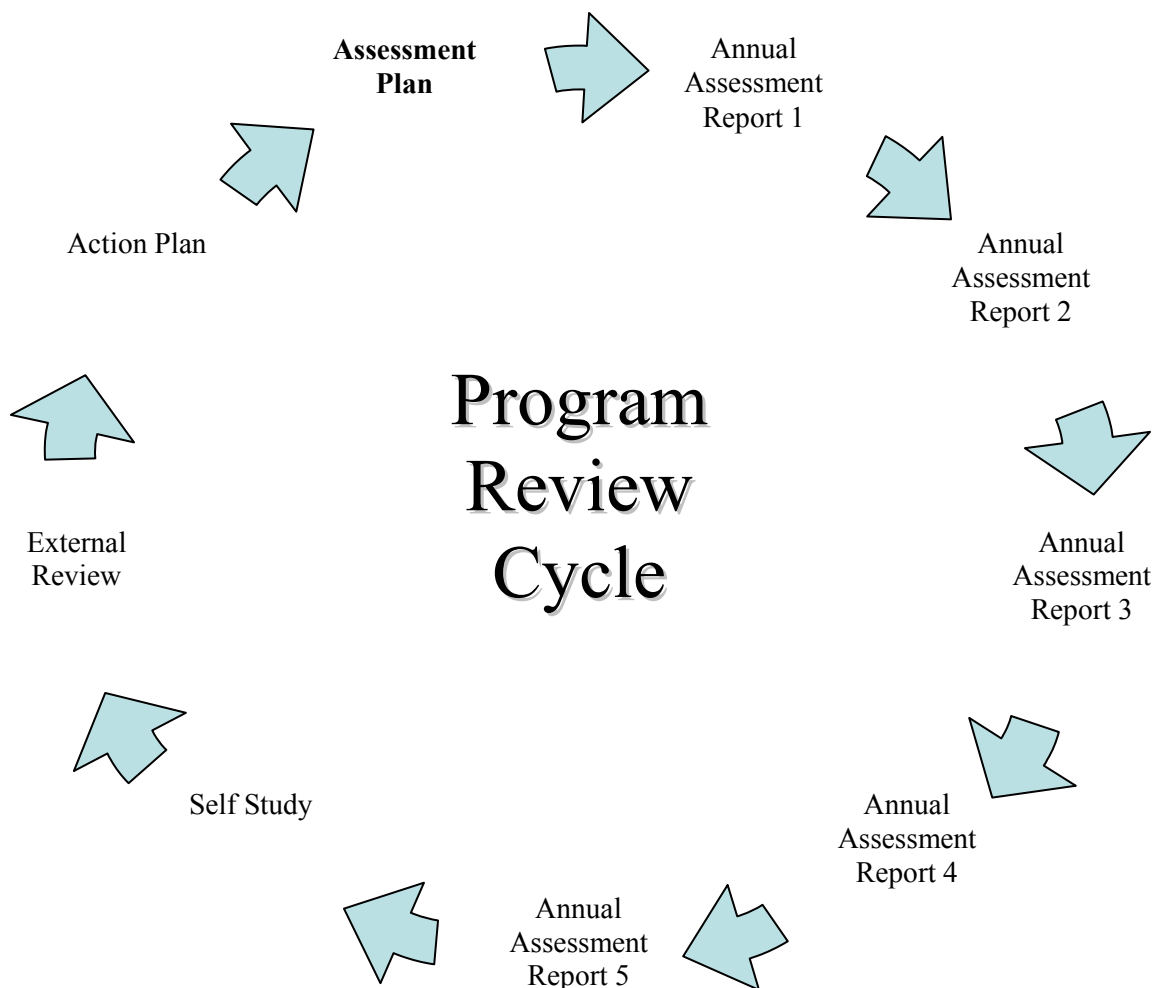 Assessment
Plan
Annual
Assessment
Report 1
Annual
Assessment
Report 2
Annual
Assessment
Report 3
Annual
Assessment
Report 4
Annual
Assessment
Report 5
Self Study
External
Review
Action Plan
Program
Review
Cycle